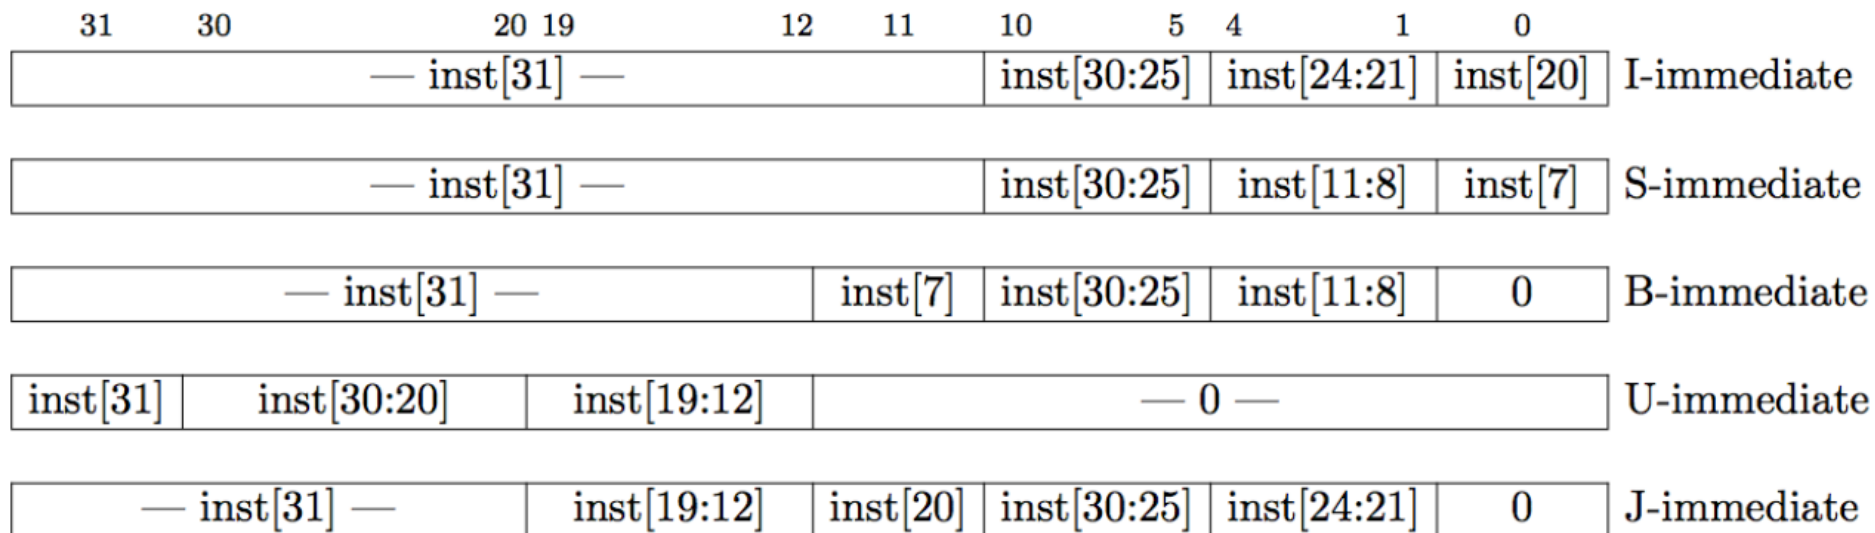 31 30 20 19 12 11 10 5 4 1 0
— inst[31] — inst[30:25] inst[24:21] inst[20] I-immediate
— inst[31] — inst[30:25] inst[11:8] inst[7] S-immediate
— inst[31] — inst[7] inst[30:25] inst[11:8] 0 B-immediate
inst[31] inst[30:20] inst[19:12] — 0 — U-immediate
— inst[31] — inst[19:12] inst[20] inst[30:25] inst[24:21] 0 J-immediate